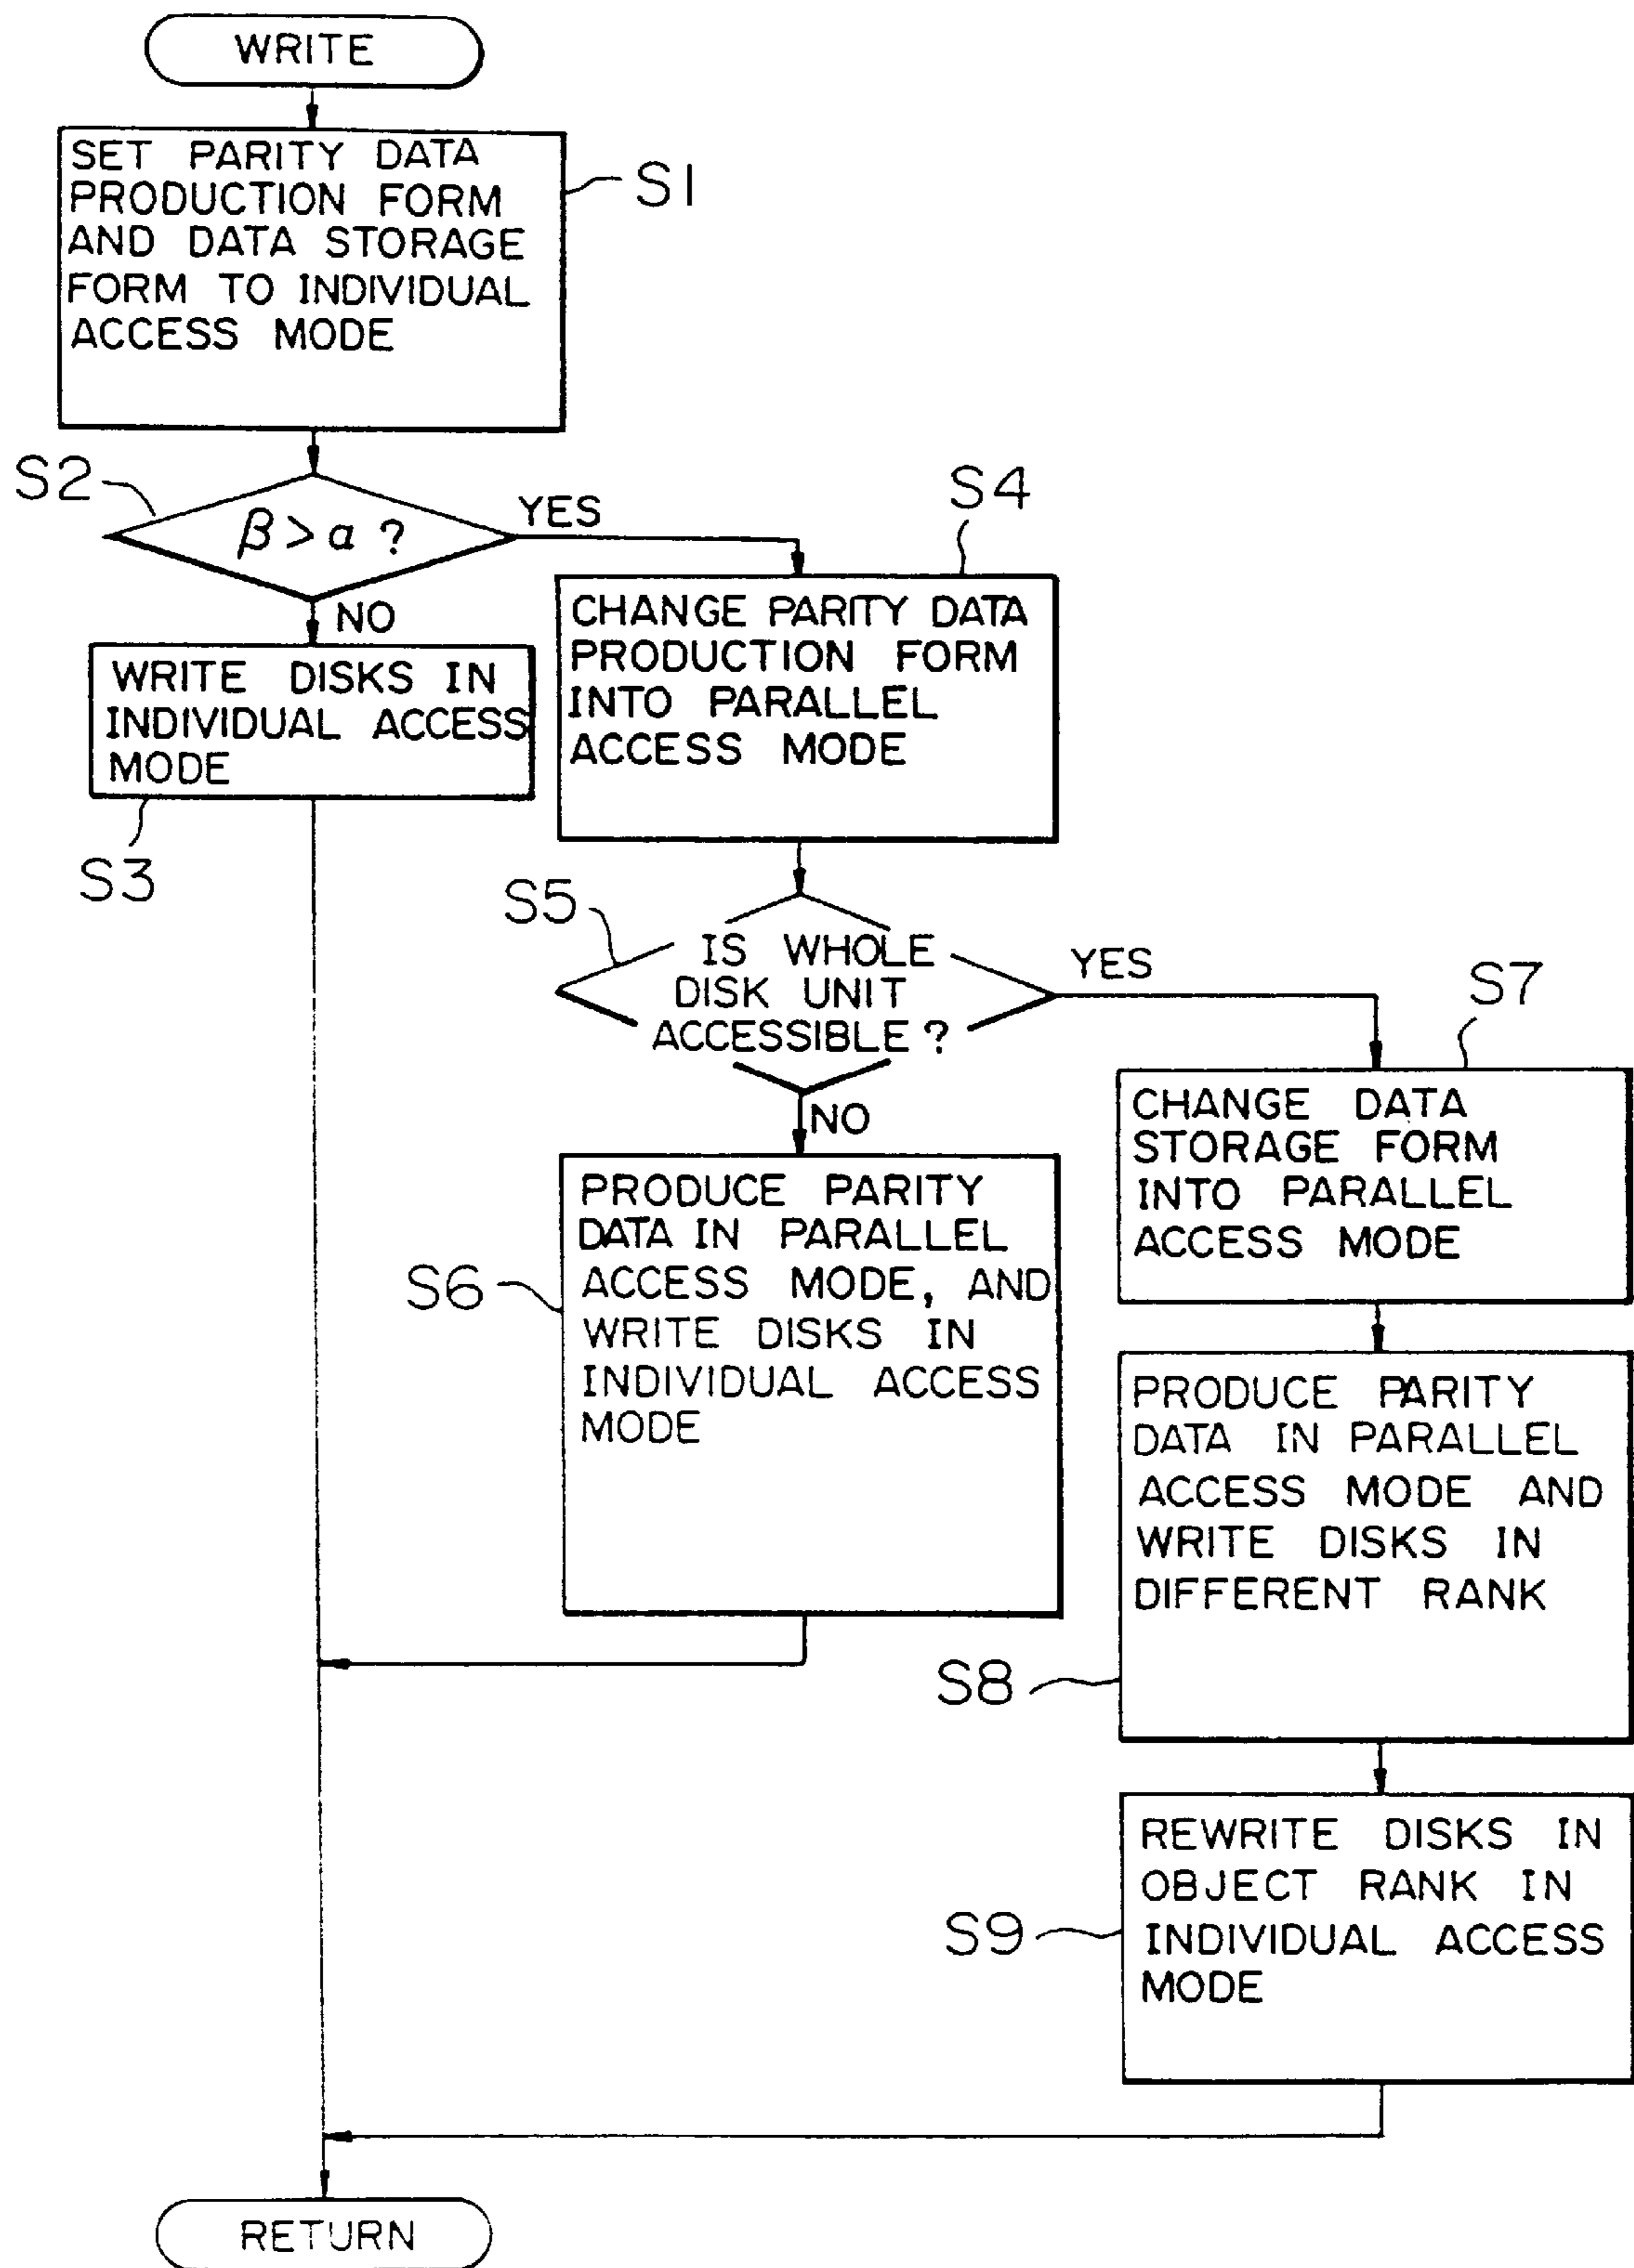 WRITE
SET PARITY DATA
PRODUCTION FORM
AND DATA STORAGE
FORM TO INDIVIDUAL
ACCESS MODE
S1
S2
β > α ?
YES
NO
WRITE DISKS IN
INDIVIDUAL ACCESS
MODE
S3
S4
CHANGE PARITY DATA
PRODUCTION FORM
INTO PARALLEL
ACCESS MODE
S5
IS WHOLE
DISK UNIT
ACCESSIBLE ?
YES
NO
S6
PRODUCE PARITY
DATA IN PARALLEL
ACCESS MODE, AND
WRITE DISKS IN
INDIVIDUAL ACCESS
MODE
S7
CHANGE DATA
STORAGE FORM
INTO PARALLEL
ACCESS MODE
PRODUCE PARITY
DATA IN PARALLEL
ACCESS MODE AND
WRITE DISKS IN
DIFFERENT RANK
S8
REWRITE DISKS IN
OBJECT RANK IN
INDIVIDUAL ACCESS
MODE
S9
RETURN